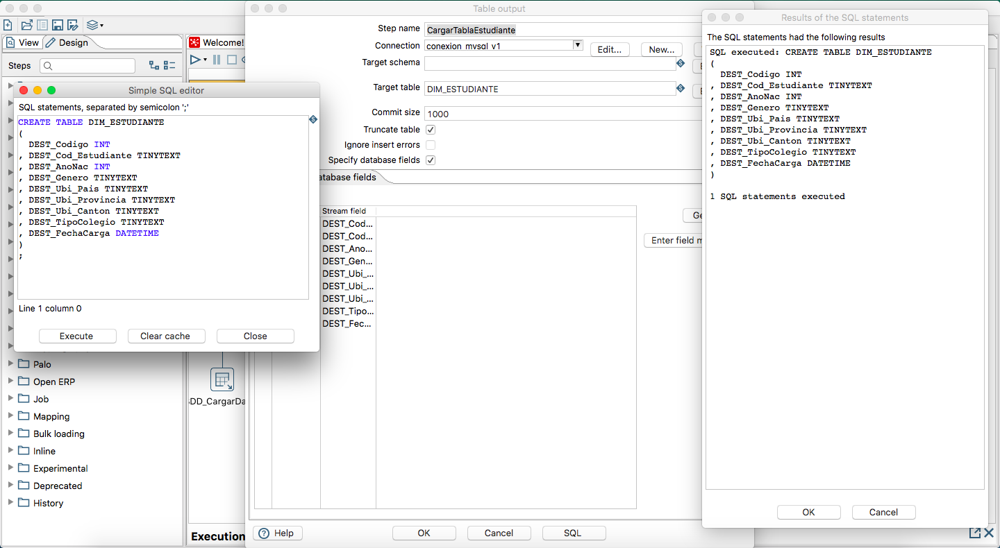 View
Design
Steps
Welcome!
Palo
Open ERP
Job
Mapping
Bulk loading
Inline
Experimental
Deprecated
History
Execution
Simple SQL editor
SQL statements, separated by semicolon ';'
CREATE TABLE DIM_ESTUDIANTE
(
DEST_Codigo INT
, DEST_Cod_Estudiante TINYTEXT
, DEST_AnoNac INT
, DEST_Genero TINYTEXT
, DEST_Ubi_Pais TINYTEXT
, DEST_Ubi_Provincia TINYTEXT
, DEST_Ubi_Canton TINYTEXT
, DEST_TipoColegio TINYTEXT
, DEST_FechaCarga DATETIME
)
;
Line 1 column 0
Execute Clear cache Close
Table output
Step name CargarTablaEstudiante
Connection conexion_mysql_v1 Edit... New...
Target schema
Target table DIM_ESTUDIANTE
Commit size 1000
Truncate table
Ignore insert errors
Specify database fields
atabase fields
Stream field
DEST_Cod...
DEST_Cod...
DEST_Ano...
DEST_Gen...
DEST_Ubi_...
DEST_Ubi_...
DEST_Ubi_...
DEST_Tipo...
DEST_Fec...
Ge
Enter field m
Help OK Cancel SQL
DD_CargarDa
Results of the SQL statements
The SQL statements had the following results
SQL executed: CREATE TABLE DIM_ESTUDIANTE
(
DEST_Codigo INT
, DEST_Cod_Estudiante TINYTEXT
, DEST_AnoNac INT
, DEST_Genero TINYTEXT
, DEST_Ubi_Pais TINYTEXT
, DEST_Ubi_Provincia TINYTEXT
, DEST_Ubi_Canton TINYTEXT
, DEST_TipoColegio TINYTEXT
, DEST_FechaCarga DATETIME
)
1 SQL statements executed
OK Cancel